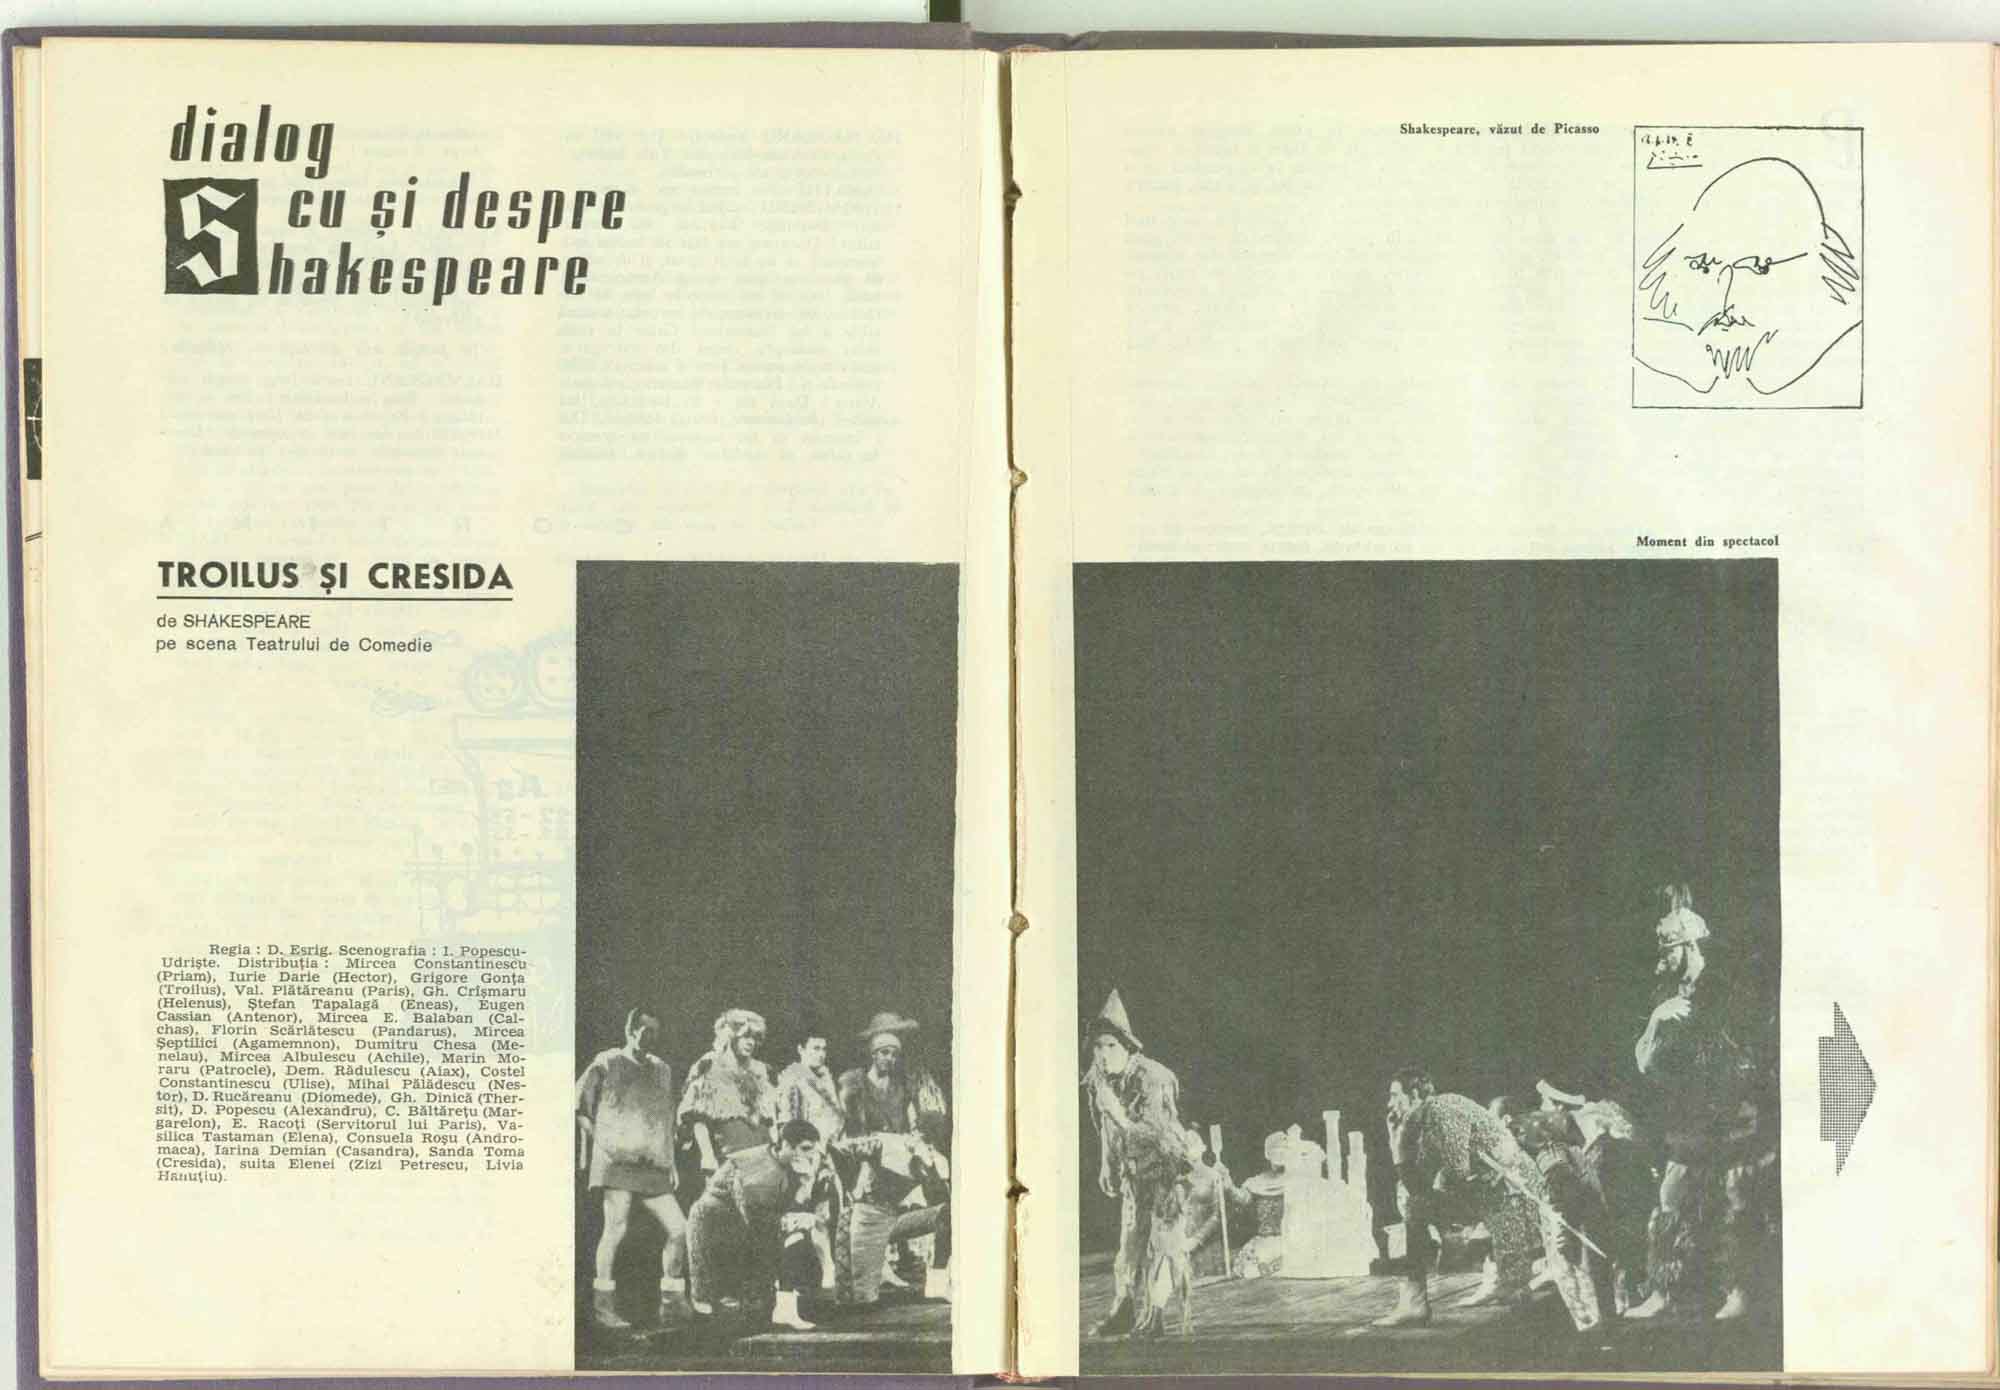 dialog
cu și despre
Shakespeare
TROILUS ȘI CRESIDA
de SHAKESPEARE
pe scena Teatrului de Comedie
Regia : D. Esrig. Scenografia : I. Popescu-
Udriște. Distribuția : Mircea Constantinescu
(Priam), Iurie Darie (Hector), Grigore Gonța
(Troilus), Val. Plătăreanu (Paris), Gh. Crîșmaru
(Helenus), Ștefan Tapalagă (Eneas), Eugen
Cassian (Antenor), Mircea E. Balaban (Cal-
chas), Florin Scărlătescu (Pandarus), Mircea
Șeptilici (Agamemnon), Dumitru Chesa (Me-
nelau), Mircea Albulescu (Achile), Marin Mo-
raru (Patrocle), Dem. Rădulescu (Aiax), Costel
Constantinescu (Ulise), Mihai Pălădescu (Nes-
tor), D. Rucăreanu (Diomede), Gh. Dinică (Ther-
sit), D. Popescu (Alexandru), C. Băltărețu (Mar-
garelon), E. Racoți (Servitorul lui Paris), Va-
silica Tastaman (Elena), Consuela Roșu (Andro-
maca), Iarina Demian (Casandra), Sanda Toma
(Cresida), suita Elenei (Zizi Petrescu, Livia
Hanuțiu).
Shakespeare, văzut de Picasso
Moment din spectacol